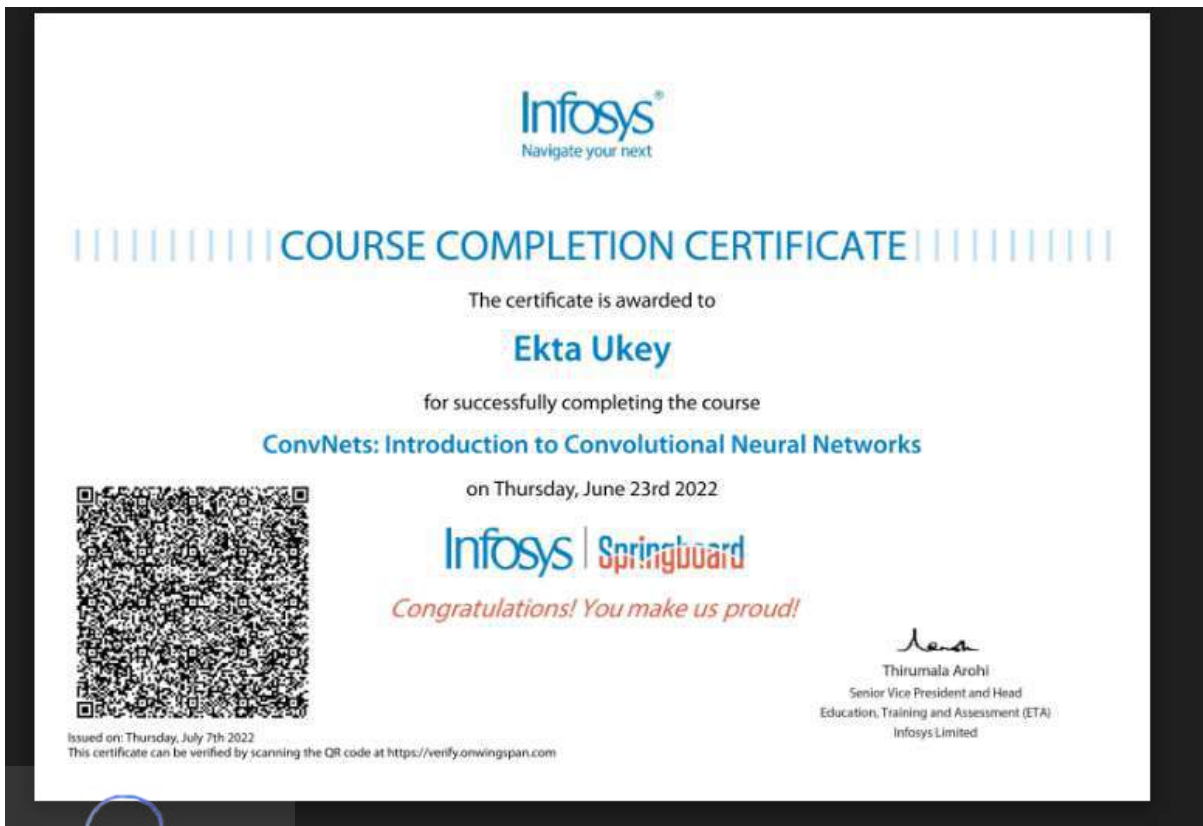 Infosys®
Navigate your next
COURSE COMPLETION CERTIFICATE
The certificate is awarded to
Ekta Ukey
for successfully completing the course
ConvNets: Introduction to Convolutional Neural Networks
on Thursday, June 23rd 2022
Infosys | Springboard
Congratulations! You make us proud!
Thirumala Arohi
Senior Vice President and Head
Education, Training and Assessment (ETA)
Infosys Limited
Issued on: Thursday, July 7th 2022
This certificate can be verified by scanning the QR code at https://verify.onwingspan.com